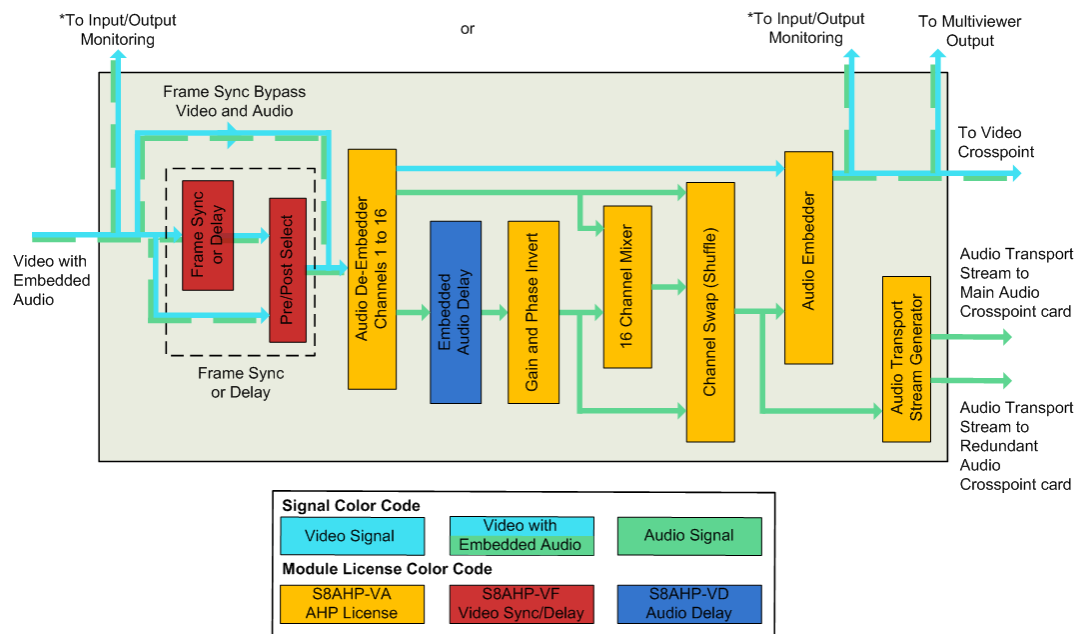 *To Input/Output
Monitoring
or
*To Input/Output
Monitoring
To Multiviewer
Output
Frame Sync Bypass
Video and Audio
To Video
Crosspoint
Video with
Embedded
Audio
Frame Sync
or Delay
Pre/Post Select
Frame Sync
or Delay
Audio De-Embedder
Channels 1 to 16
Embedded
Audio Delay
Gain and Phase Invert
16 Channel Mixer
Channel Swap (Shuffle)
Audio Embedder
Audio Transport
Stream Generator
Audio Transport
Stream to
Main Audio
Crosspoint card
Audio Transport
Stream to
Redundant
Audio
Crosspoint card
Signal Color Code
Video Signal
Video with
Embedded Audio
Audio Signal
Module License Color Code
S8AHP-VA
AHP License
S8AHP-VF
Video Sync/Delay
S8AHP-VD
Audio Delay